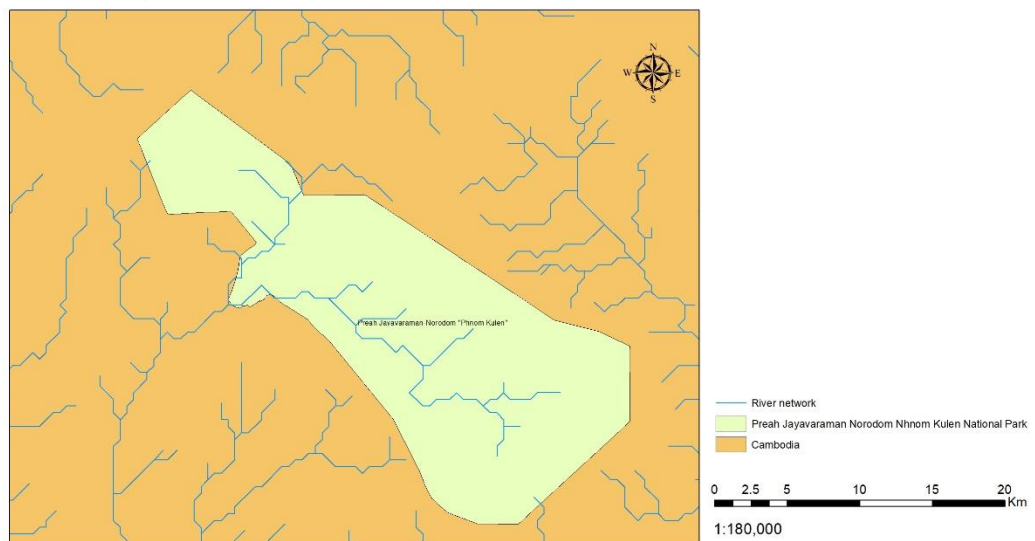 N
W E
S
Preah Jayavaraman-Norodom "Phnom Kulen"
River network
Preah Jayavaraman Norodom Nhnom Kulen National Park
Cambodia
0 2.5 5 10 15 20
Km
1:180,000